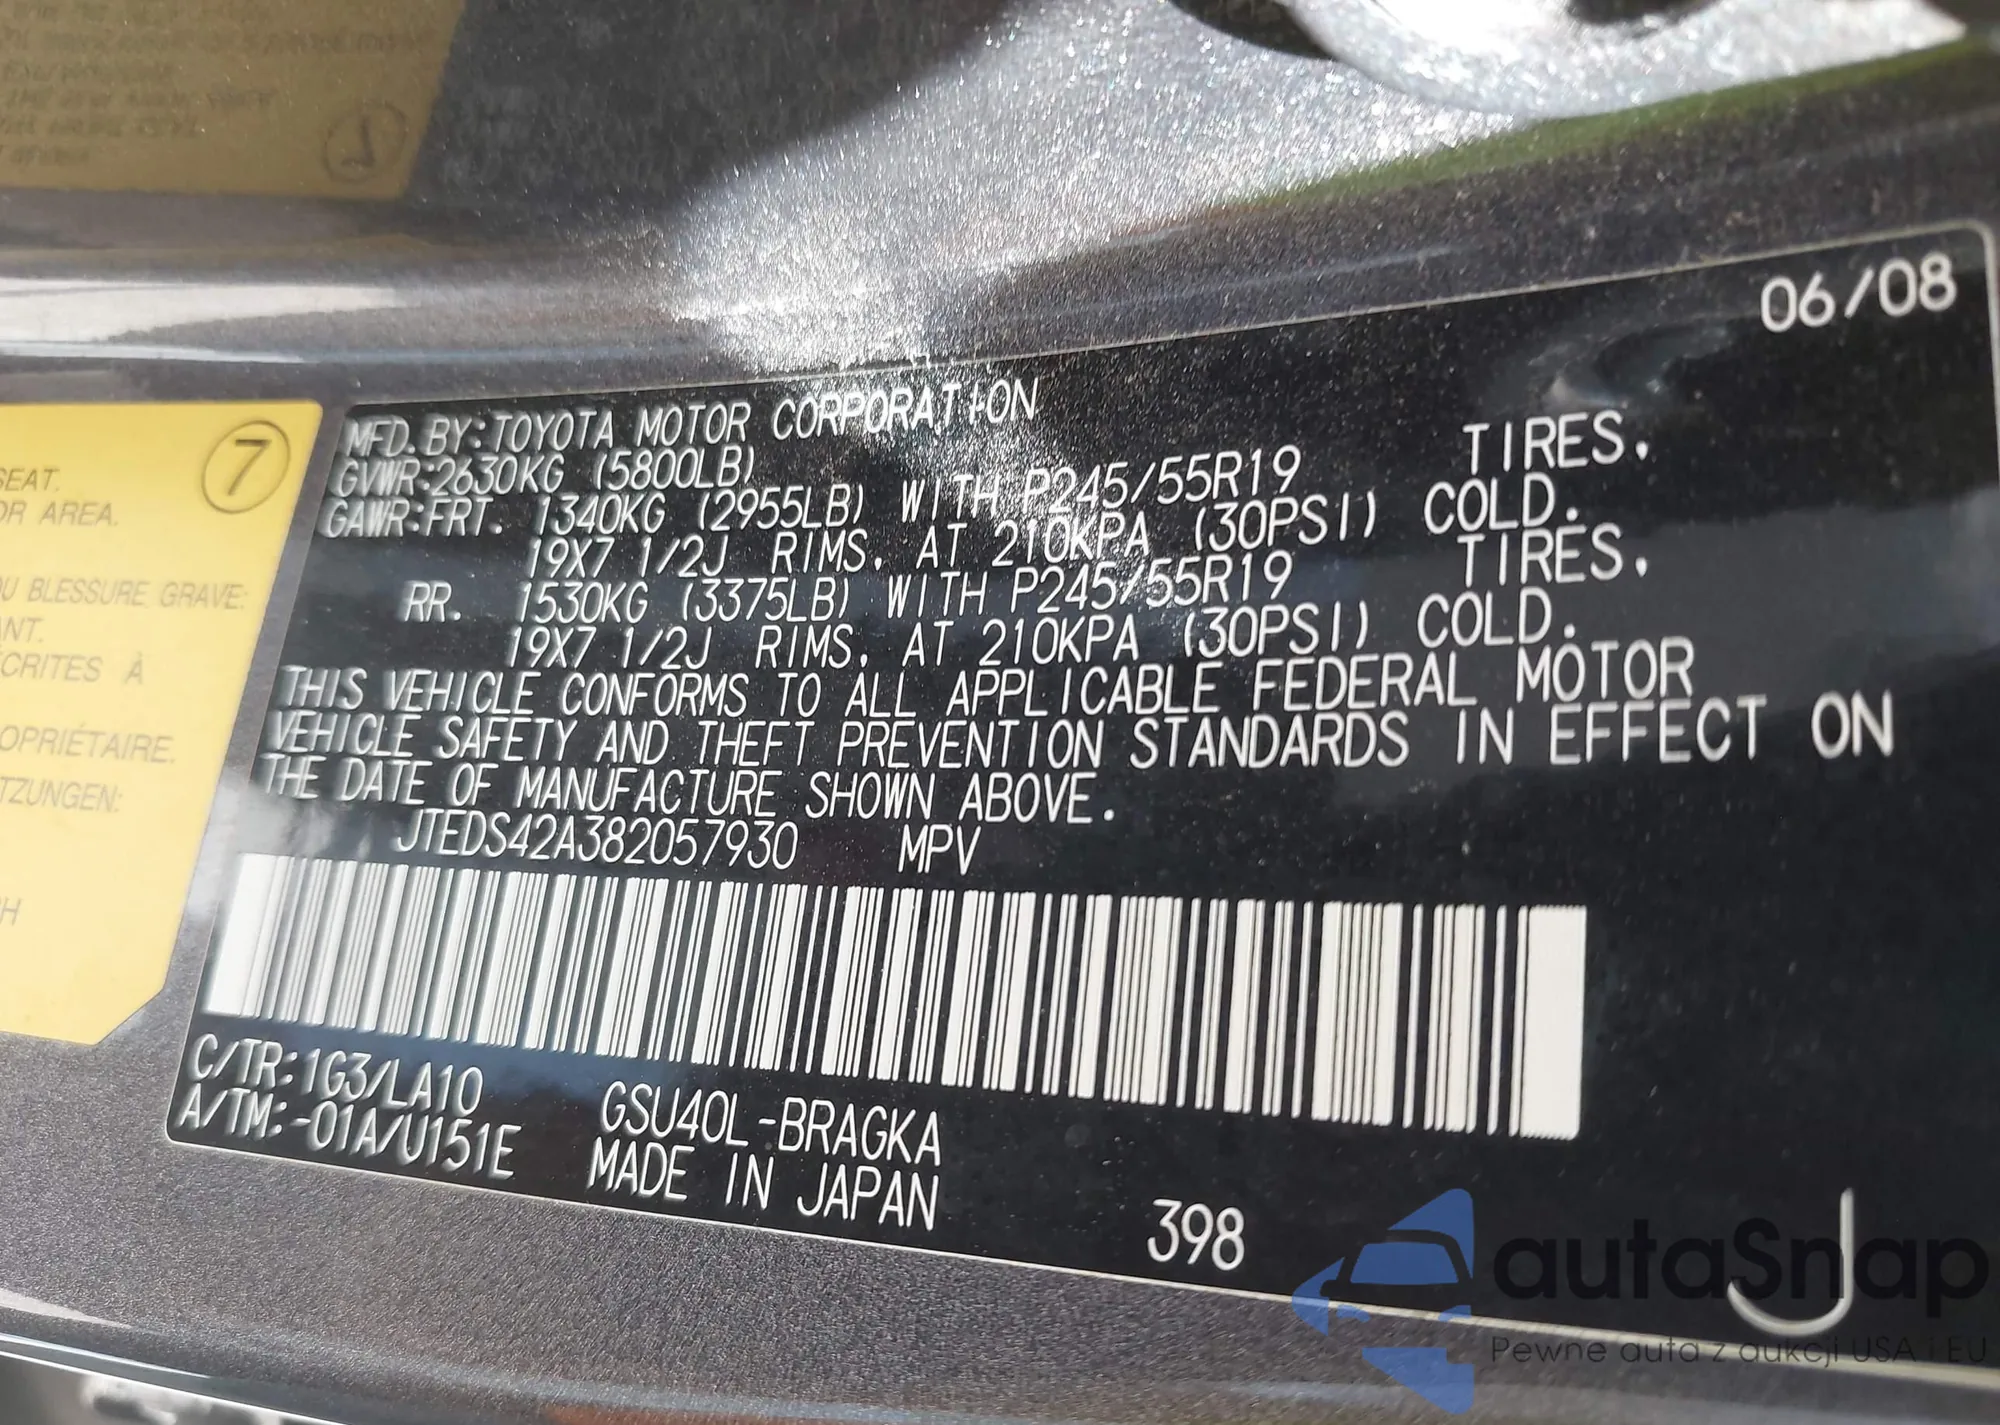 7
SEAT.
OR AREA.
OU BLESSURE GRAVE:
ANT.
CRITES À
OPRIÉTAIRE.
TZUNGEN:
CH
06/08
MFD. BY: TOYOTA MOTOR CORPORATION
GVWR: 2630KG (5800LB)
GAWR: FRT. 1340KG (2955LB) WITH P245/55R19 TIRES.
19X7 1/2J RIMS. AT 210KPA (30PSI) COLD.
RR. 1530KG (3375LB) WITH P245/55R19 TIRES.
19X7 1/2J RIMS. AT 210KPA (30PSI) COLD.
THIS VEHICLE CONFORMS TO ALL APPLICABLE FEDERAL MOTOR
VEHICLE SAFETY AND THEFT PREVENTION STANDARDS IN EFFECT ON
THE DATE OF MANUFACTURE SHOWN ABOVE.
JTEDS42A382057930 MPV
C/TR: 1G3/LA10 GSU40L-BRAGKA
A/TM: -01A/U151E MADE IN JAPAN
398
J
autaSnap
Pewne auta z aukcji USA i EU